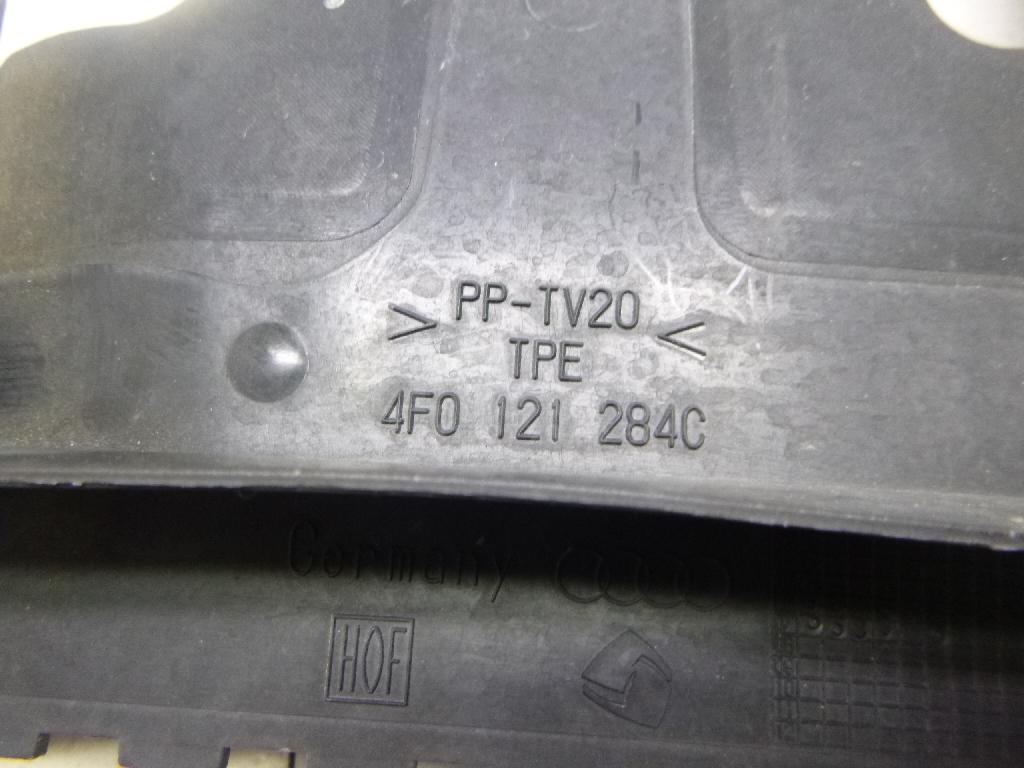 > PP-TV20 <
TPE
4F0 121 284C
Germany
HOF